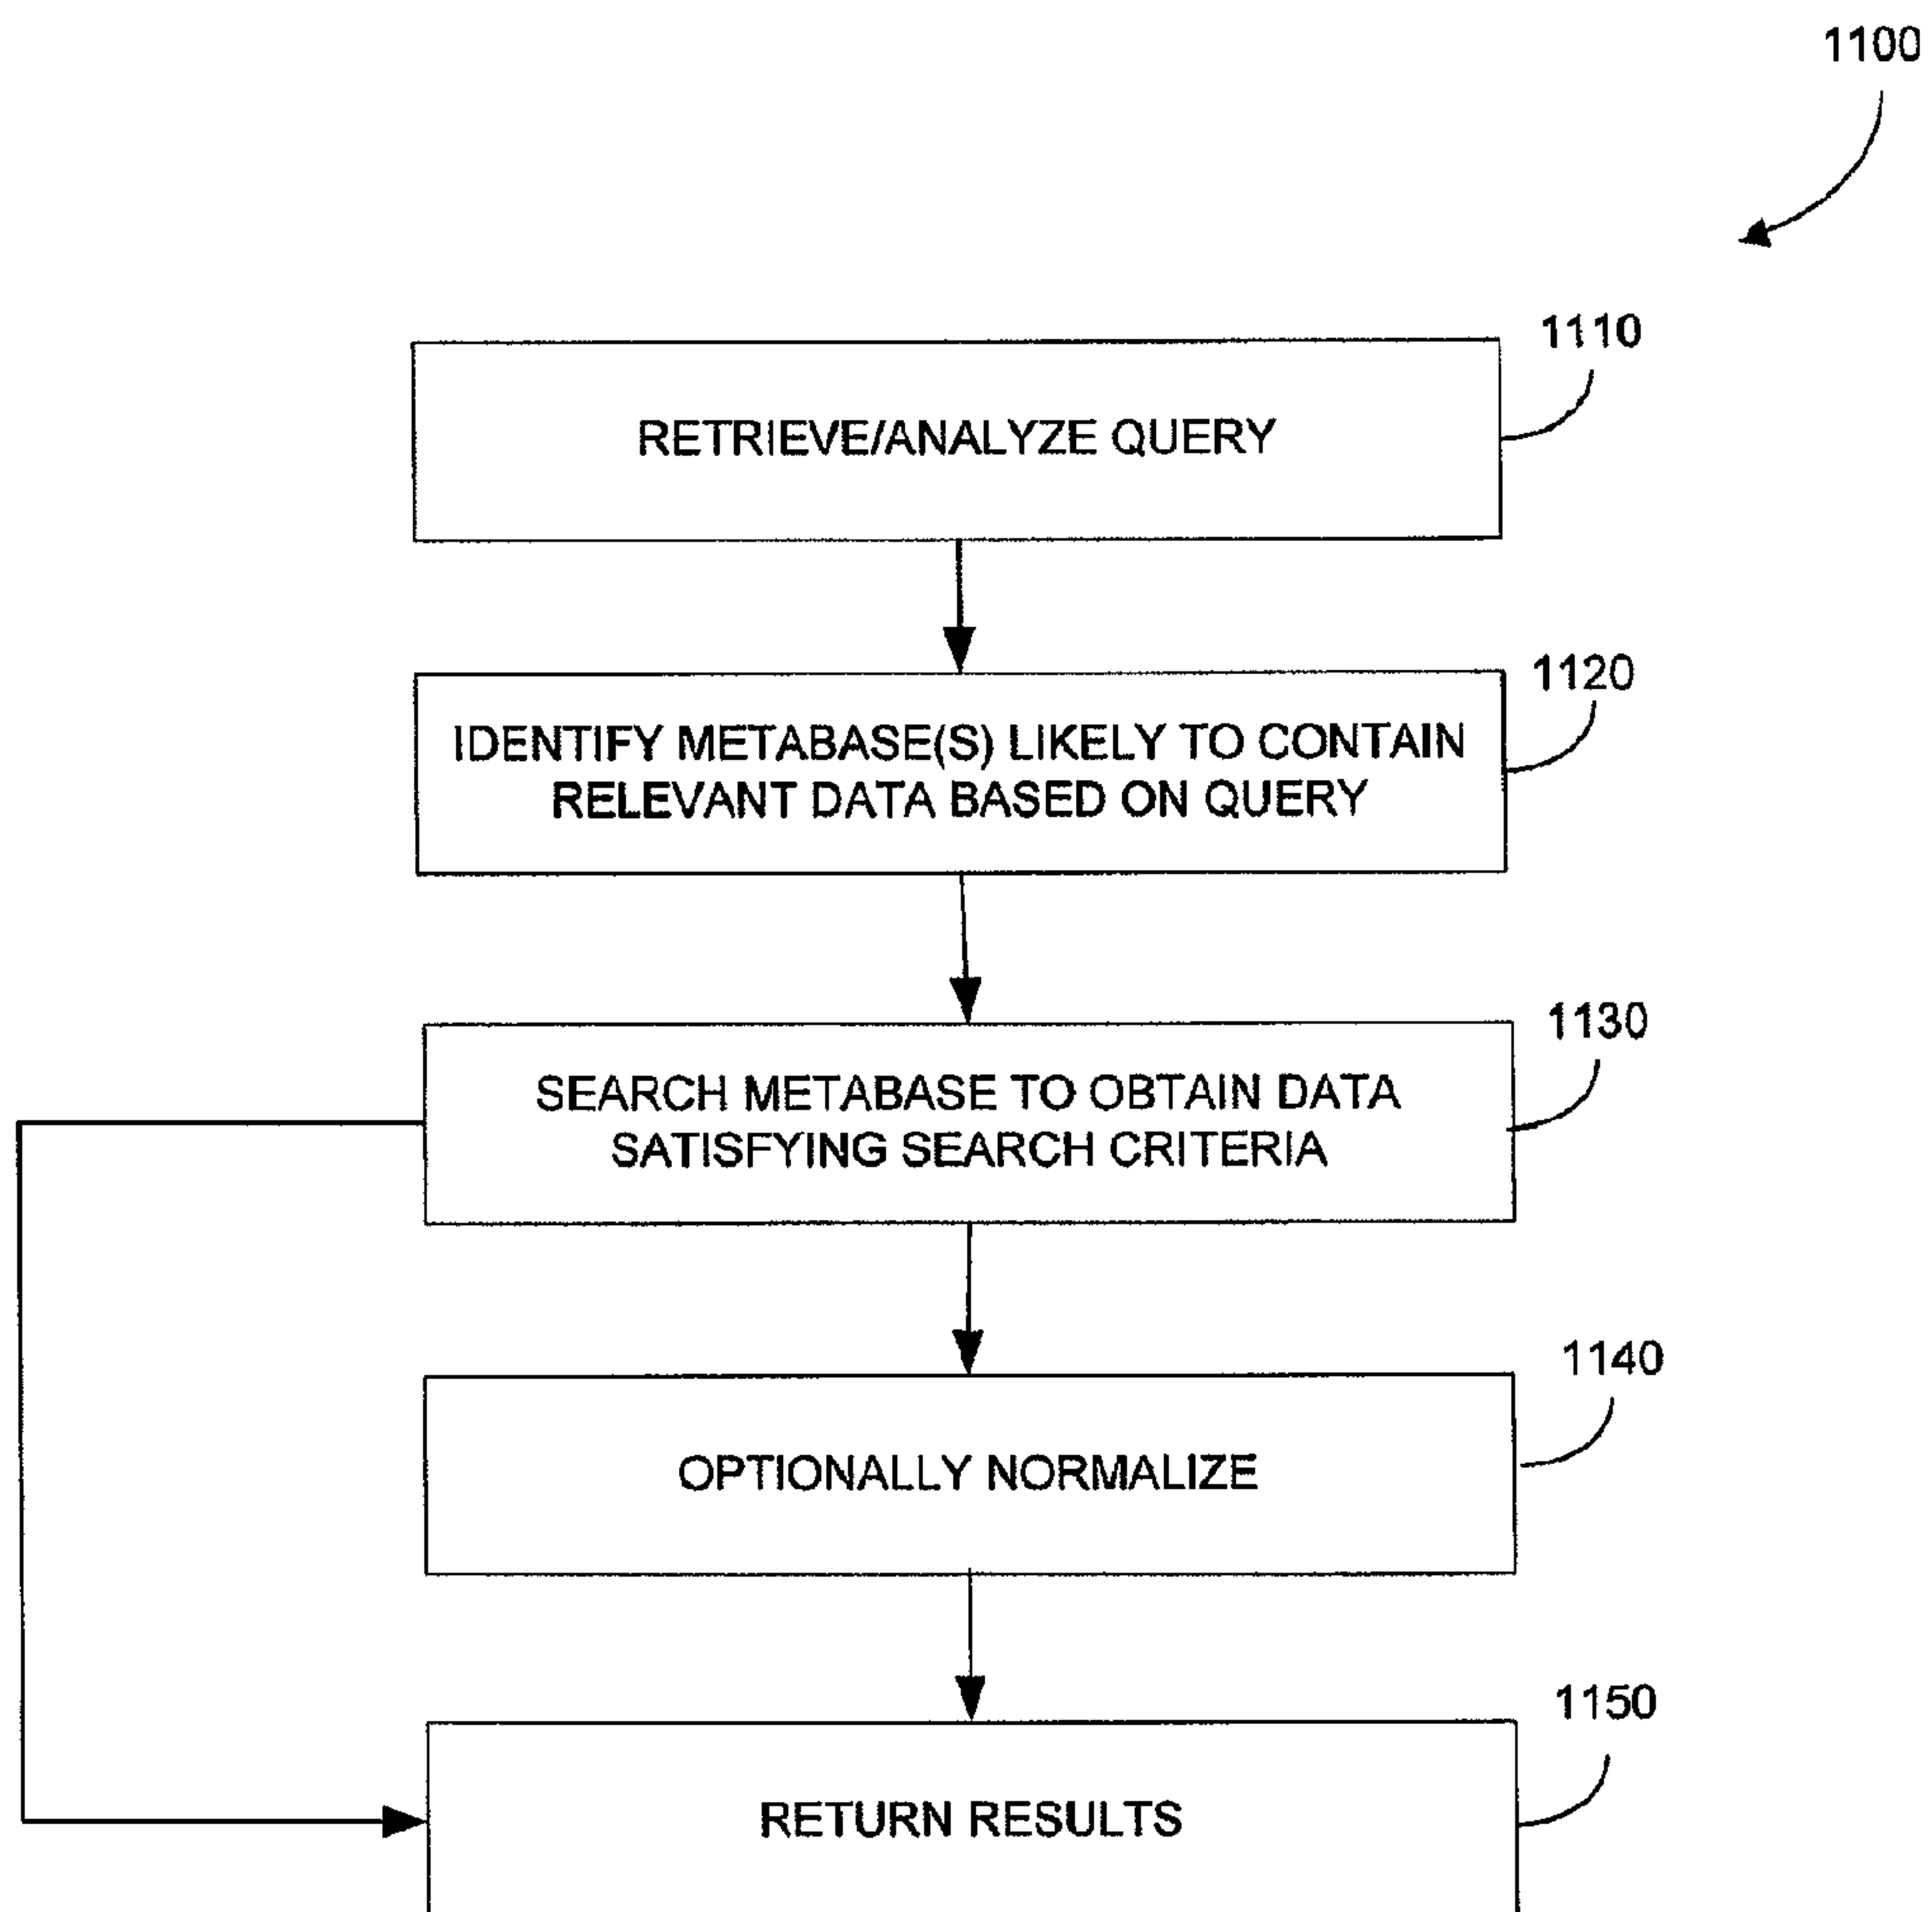 1100
1110
RETRIEVE/ANALYZE QUERY
1120
IDENTIFY METABASE(S) LIKELY TO CONTAIN
RELEVANT DATA BASED ON QUERY
1130
SEARCH METABASE TO OBTAIN DATA
SATISFYING SEARCH CRITERIA
1140
OPTIONALLY NORMALIZE
1150
RETURN RESULTS